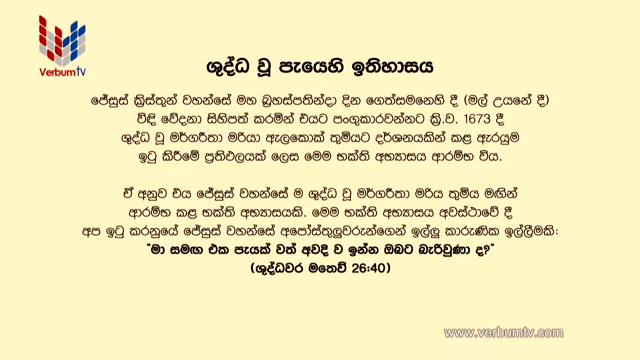 VerbumTV
ශුද්ධ වූ පැයෙහි ඉතිහාසය
ජේසුස් ක්‍රිස්තුන් වහන්සේ මහ බ්‍රහස්පතින්දා දින ගෙත්සමනෙහි දී (මල් උයනේ දී)
විඳි වේදනා සිහිපත් කරමින් එයට පංගුකාරවන්නට ක්‍රි.ව. 1673 දී
ශුද්ධ වූ මර්ගරීතා මරියා ඇලකොක් තුමියට දර්ශනයකින් කළ ඇරයුම
ඉටු කිරීමේ ප්‍රතිඵලයක් ලෙස මෙම භක්ති අභ්‍යාසය ආරම්භ විය.
ඒ අනුව එය ජේසුස් වහන්සේ ම ශුද්ධ වූ මර්ගරීතා මරිය තුමිය මඟින්
ආරම්භ කළ භක්ති අභ්‍යාසයකි. මෙම භක්ති අභ්‍යාස අවස්ථාවේ දී
අප ඉටු කරනුයේ ජේසුස් වහන්සේ අපෝස්තුලුවරුන්ගෙන් ඉල්ලූ කාරුණික ඉල්ලීමකි:
"මා සමඟ එක පැයක් වත් අවදි ව ඉන්න ඔබට බැරිවුණා ද?"
(ශුද්ධවර මතෙව් 26:40)
www.verbumtv.com